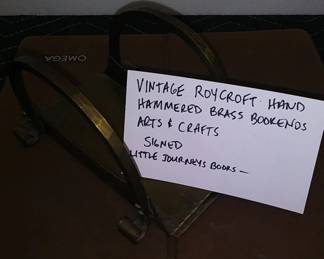 OMEGA
VINTAGE ROYCROFT HAND
HAMMERED BRASS BOOKENDS
ARTS & CRAFTS
SIGNED
LITTLE JOURNEYS BOOKS —